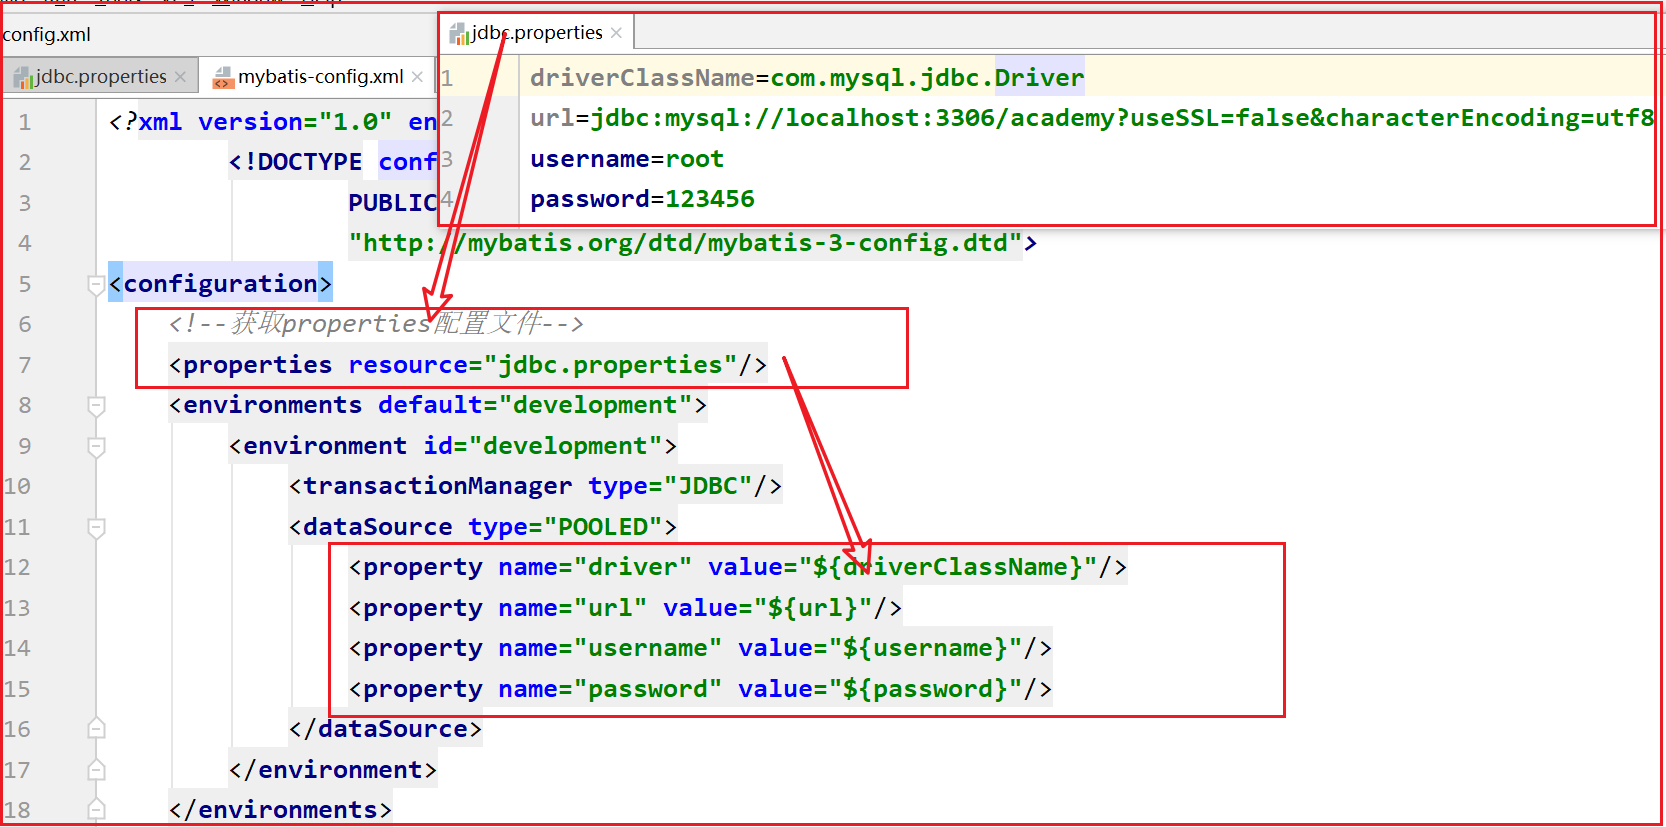 config.xml
jdbc.properties
mybatis-config.xml
1 <?xml version="1.0" en
2 <!DOCTYPE conf
3 PUBLIC
4 "http://mybatis.org/dtd/mybatis-3-config.dtd">
5 <configuration>
6 <!--获取properties配置文件-->
7 <properties resource="jdbc.properties"/>
8 <environments default="development">
9 <environment id="development">
10 <transactionManager type="JDBC"/>
11 <dataSource type="POOLED">
12 <property name="driver" value="${driverClassName}"/>
13 <property name="url" value="${url}"/>
14 <property name="username" value="${username}"/>
15 <property name="password" value="${password}"/>
16 </dataSource>
17 </environment>
18 </environments>
jdbc.properties
1 driverClassName=com.mysql.jdbc.Driver
2 url=jdbc:mysql://localhost:3306/academy?useSSL=false&characterEncoding=utf8
3 username=root
4 password=123456